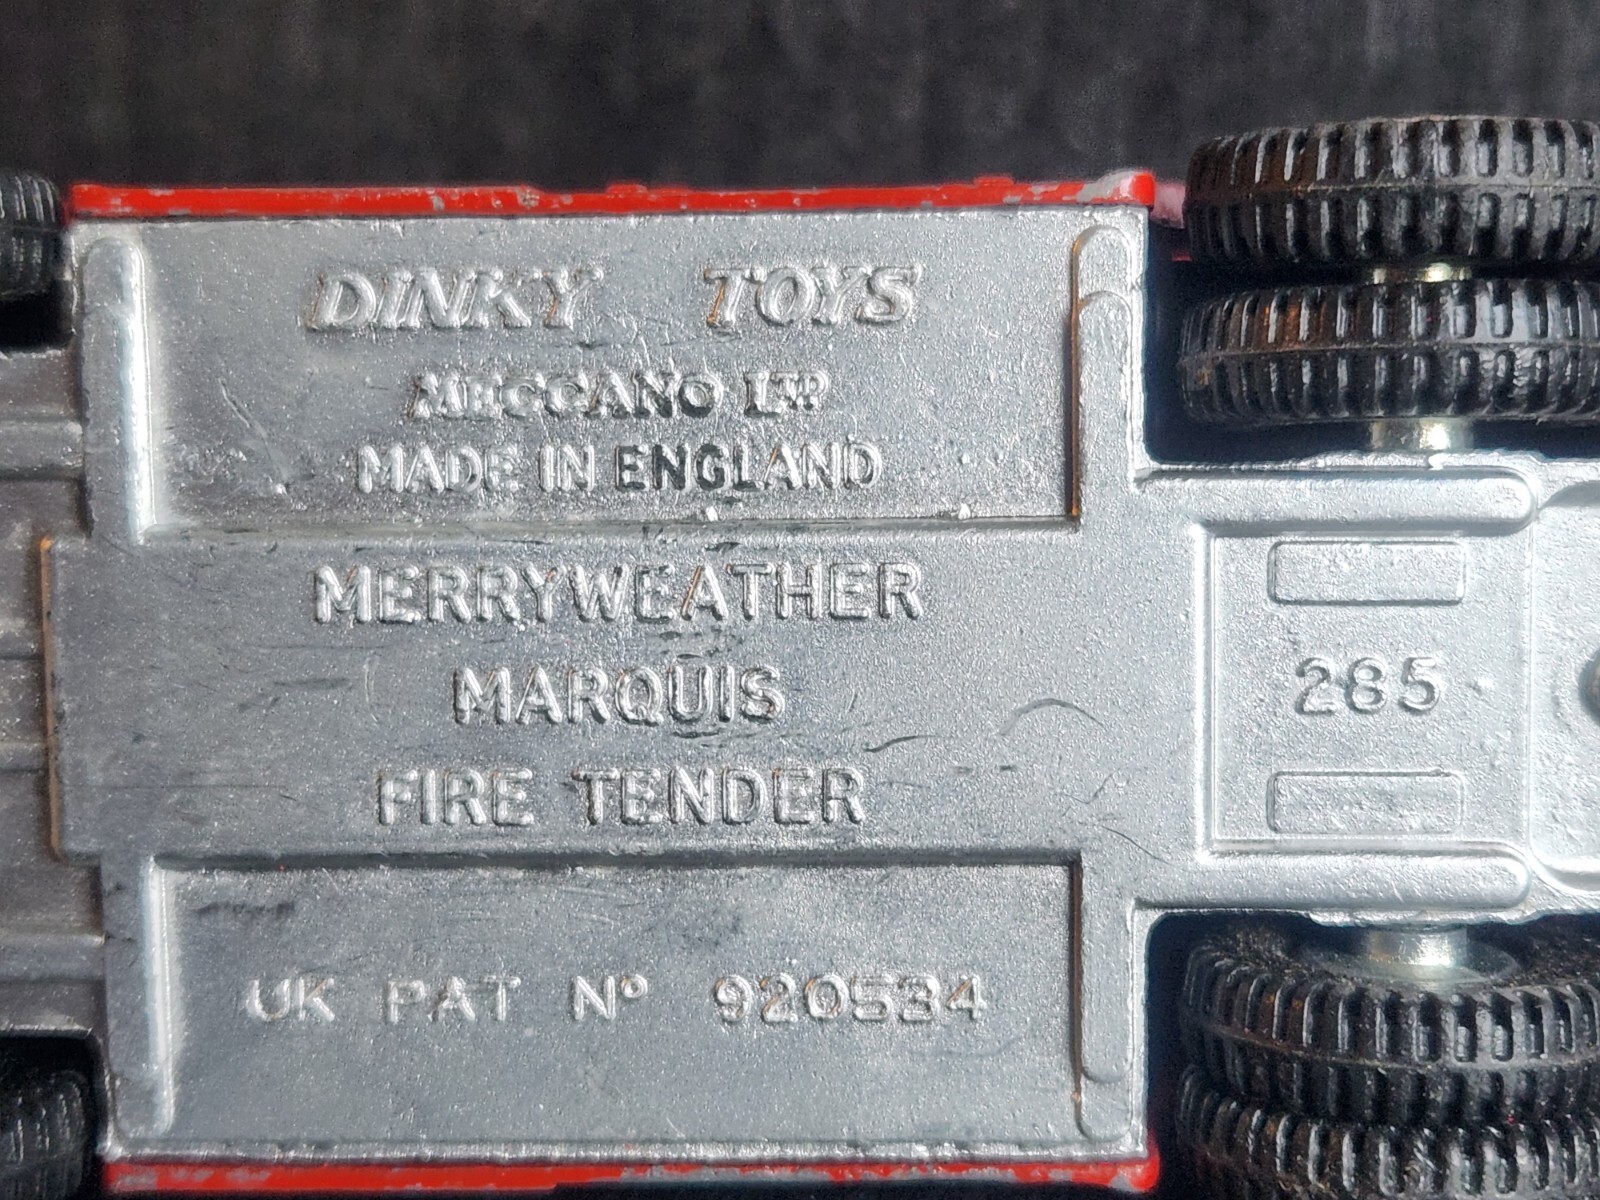 DINKY TOYS
MECCANO LTD
MADE IN ENGLAND
MERRYWEATHER
MARQUIS
FIRE TENDER
285
UK PAT Nº 920534